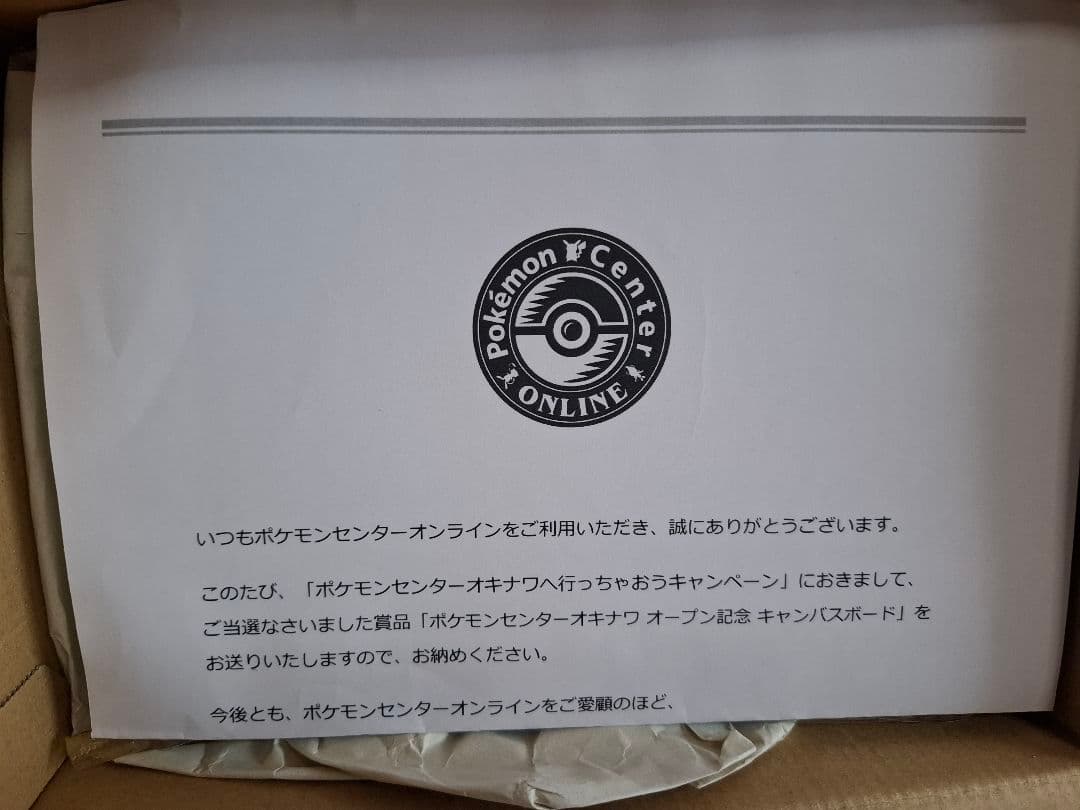 Pokémon Center
ONLINE
いつもポケモンセンターオンラインをご利用いただき、誠にありがとうございます。
このたび、「ポケモンセンターオキナワへ行っちゃおうキャンペーン」におきまして、
ご当選なさいました賞品「ポケモンセンターオキナワ オープン記念 キャンバスボード」を
お送りいたしますので、お納めください。
今後とも、ポケモンセンターオンラインをご愛顧のほど、